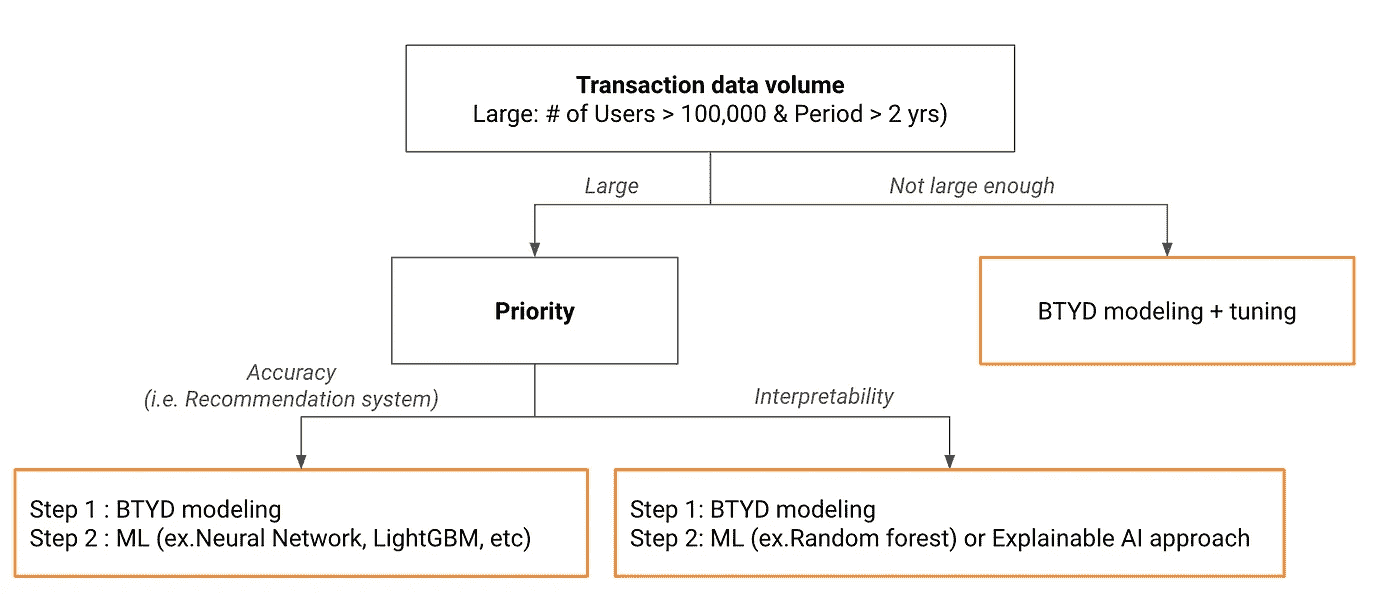 Transaction data volume
Large: # of Users > 100,000 & Period > 2 yrs)
Large
Not large enough
Priority
BTYD modeling + tuning
Accuracy
(i.e. Recommendation system)
Interpretability
Step 1 : BTYD modeling
Step 2 : ML (ex.Neural Network, LightGBM, etc)
Step 1: BTYD modeling
Step 2: ML (ex.Random forest) or Explainable AI approach